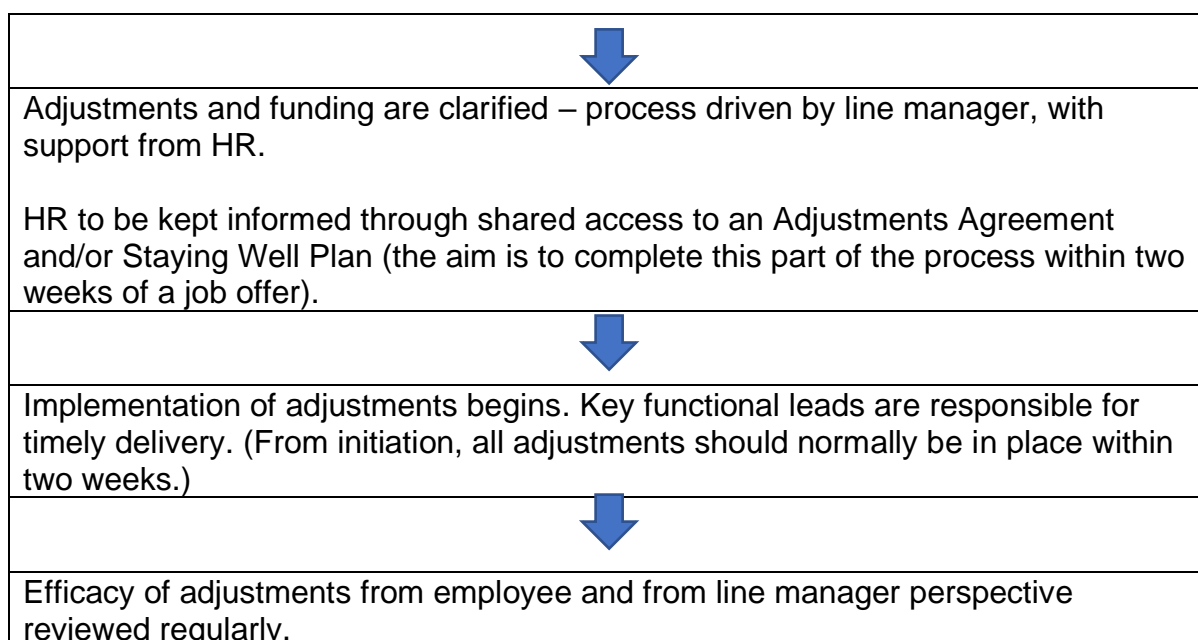 Adjustments and funding are clarified – process driven by line manager, with
support from HR.
HR to be kept informed through shared access to an Adjustments Agreement
and/or Staying Well Plan (the aim is to complete this part of the process within two
weeks of a job offer).
Implementation of adjustments begins. Key functional leads are responsible for
timely delivery. (From initiation, all adjustments should normally be in place within
two weeks.)
Efficacy of adjustments from employee and from line manager perspective
reviewed regularly.